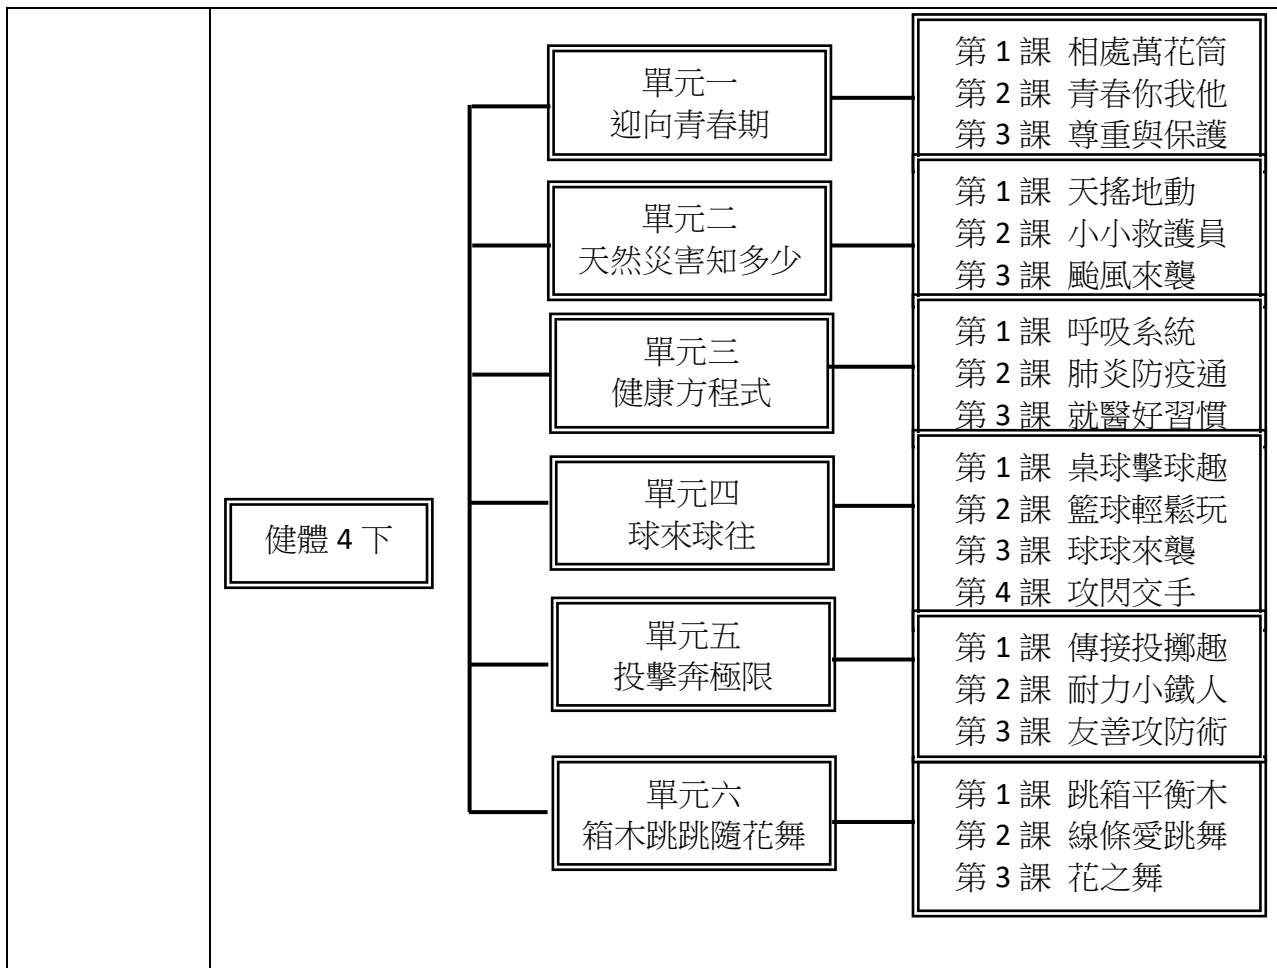 健體 4 下
單元一
迎向青春期
第 1 課 相處萬花筒
第 2 課 青春你我他
第 3 課 尊重與保護
單元二
天然災害知多少
第 1 課 天搖地動
第 2 課 小小救護員
第 3 課 颱風來襲
單元三
健康方程式
第 1 課 呼吸系統
第 2 課 肺炎防疫通
第 3 課 就醫好習慣
單元四
球來球往
第 1 課 桌球擊球趣
第 2 課 籃球輕鬆玩
第 3 課 球球來襲
第 4 課 攻閃交手
單元五
投擊奔極限
第 1 課 傳接投擲趣
第 2 課 耐力小鐵人
第 3 課 友善攻防術
單元六
箱木跳跳隨花舞
第 1 課 跳箱平衡木
第 2 課 線條愛跳舞
第 3 課 花之舞